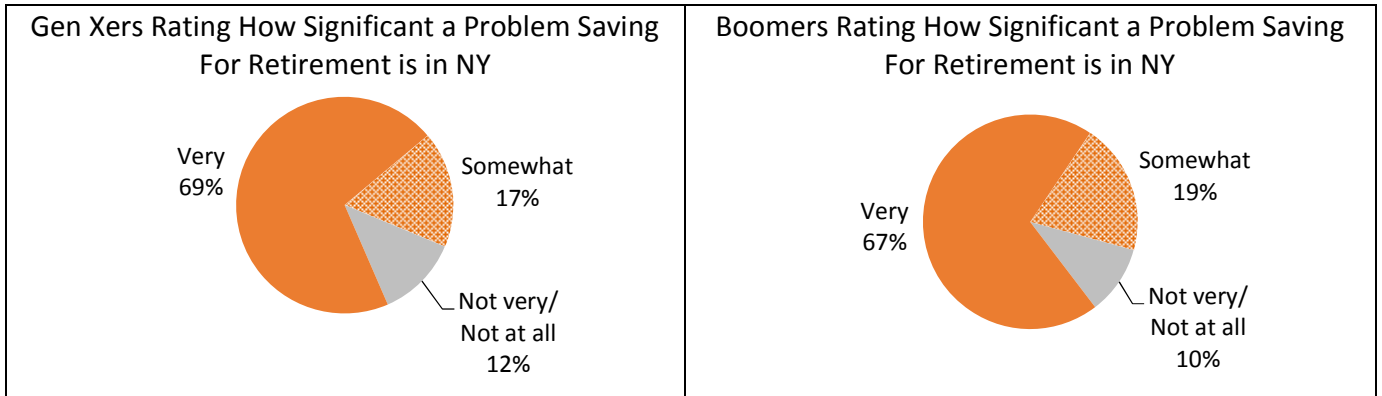 Gen Xers Rating How Significant a Problem Saving
For Retirement is in NY
Very
69%
Somewhat
17%
Not very/
Not at all
12%
Boomers Rating How Significant a Problem Saving
For Retirement is in NY
Very
67%
Somewhat
19%
Not very/
Not at all
10%